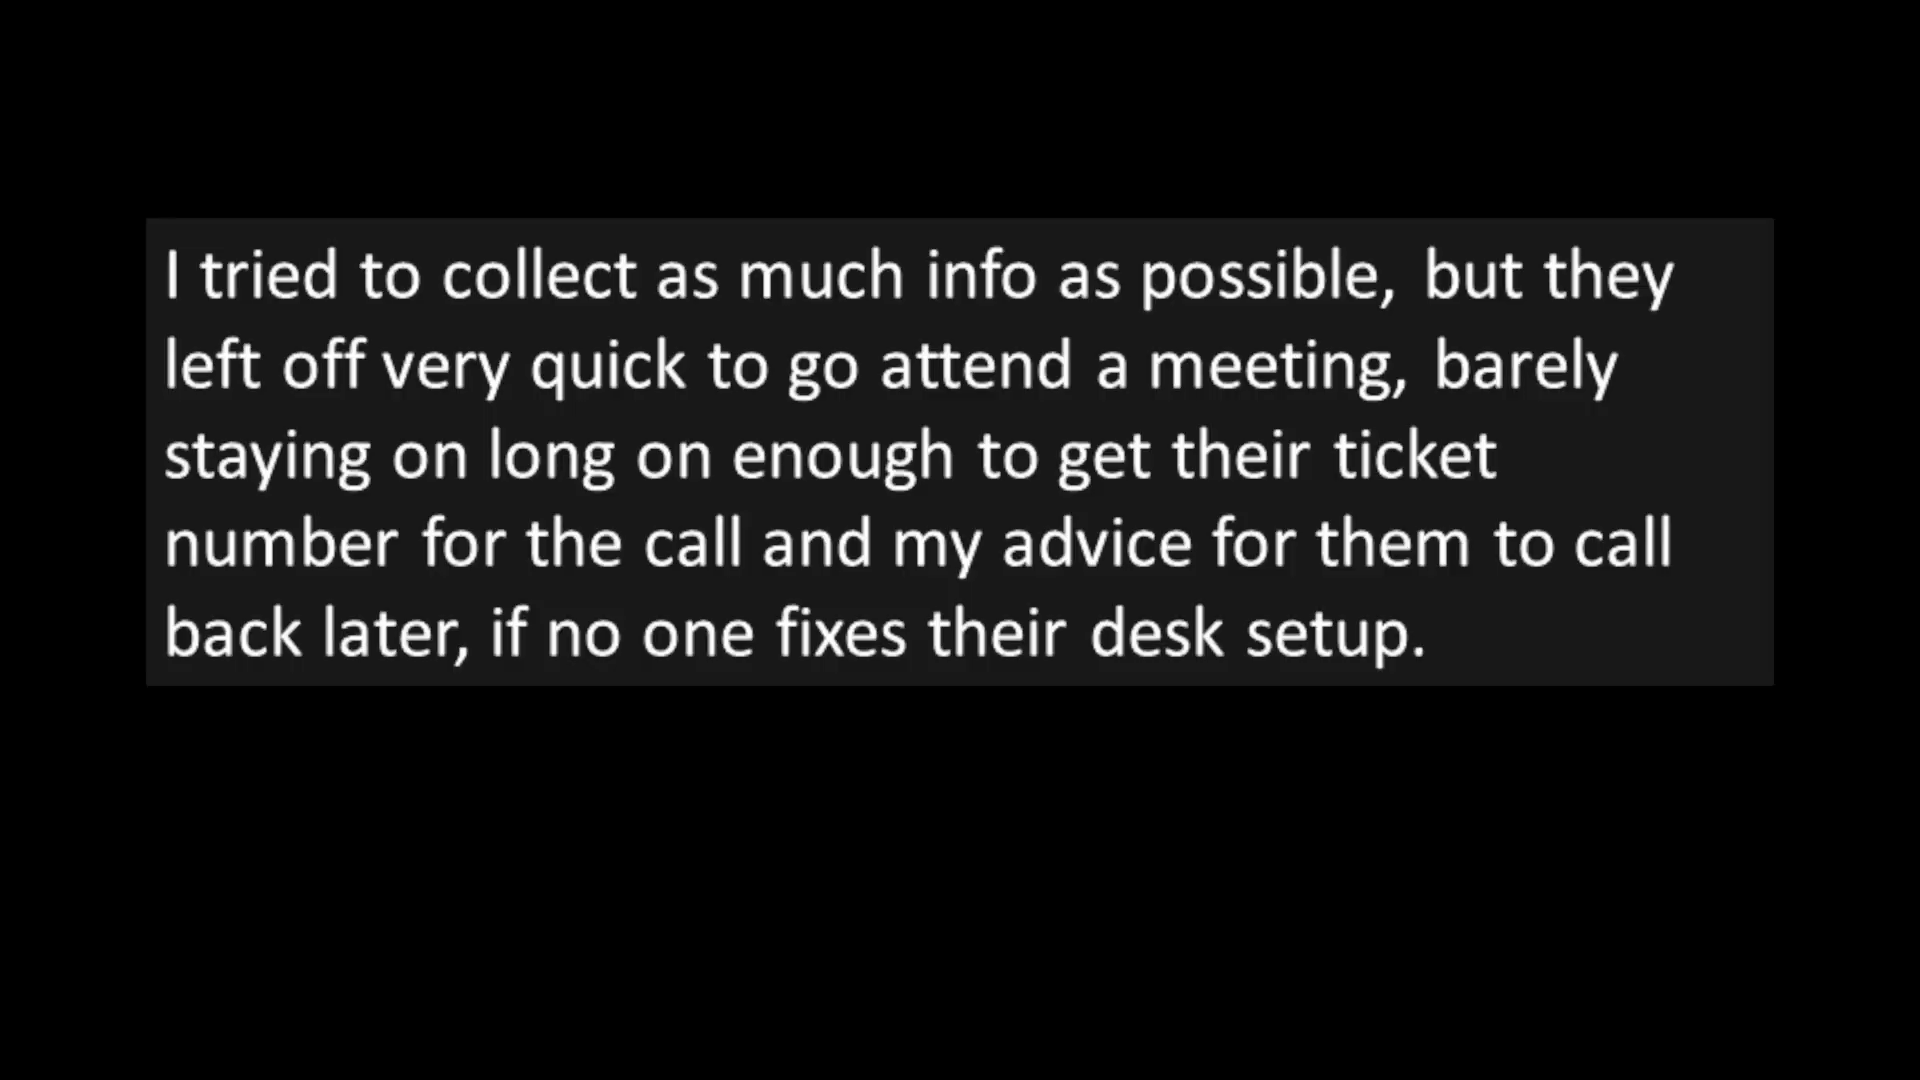 I tried to collect as much info as possible, but they
left off very quick to go attend a meeting, barely
staying on long on enough to get their ticket
number for the call and my advice for them to call
back later, if no one fixes their desk setup.